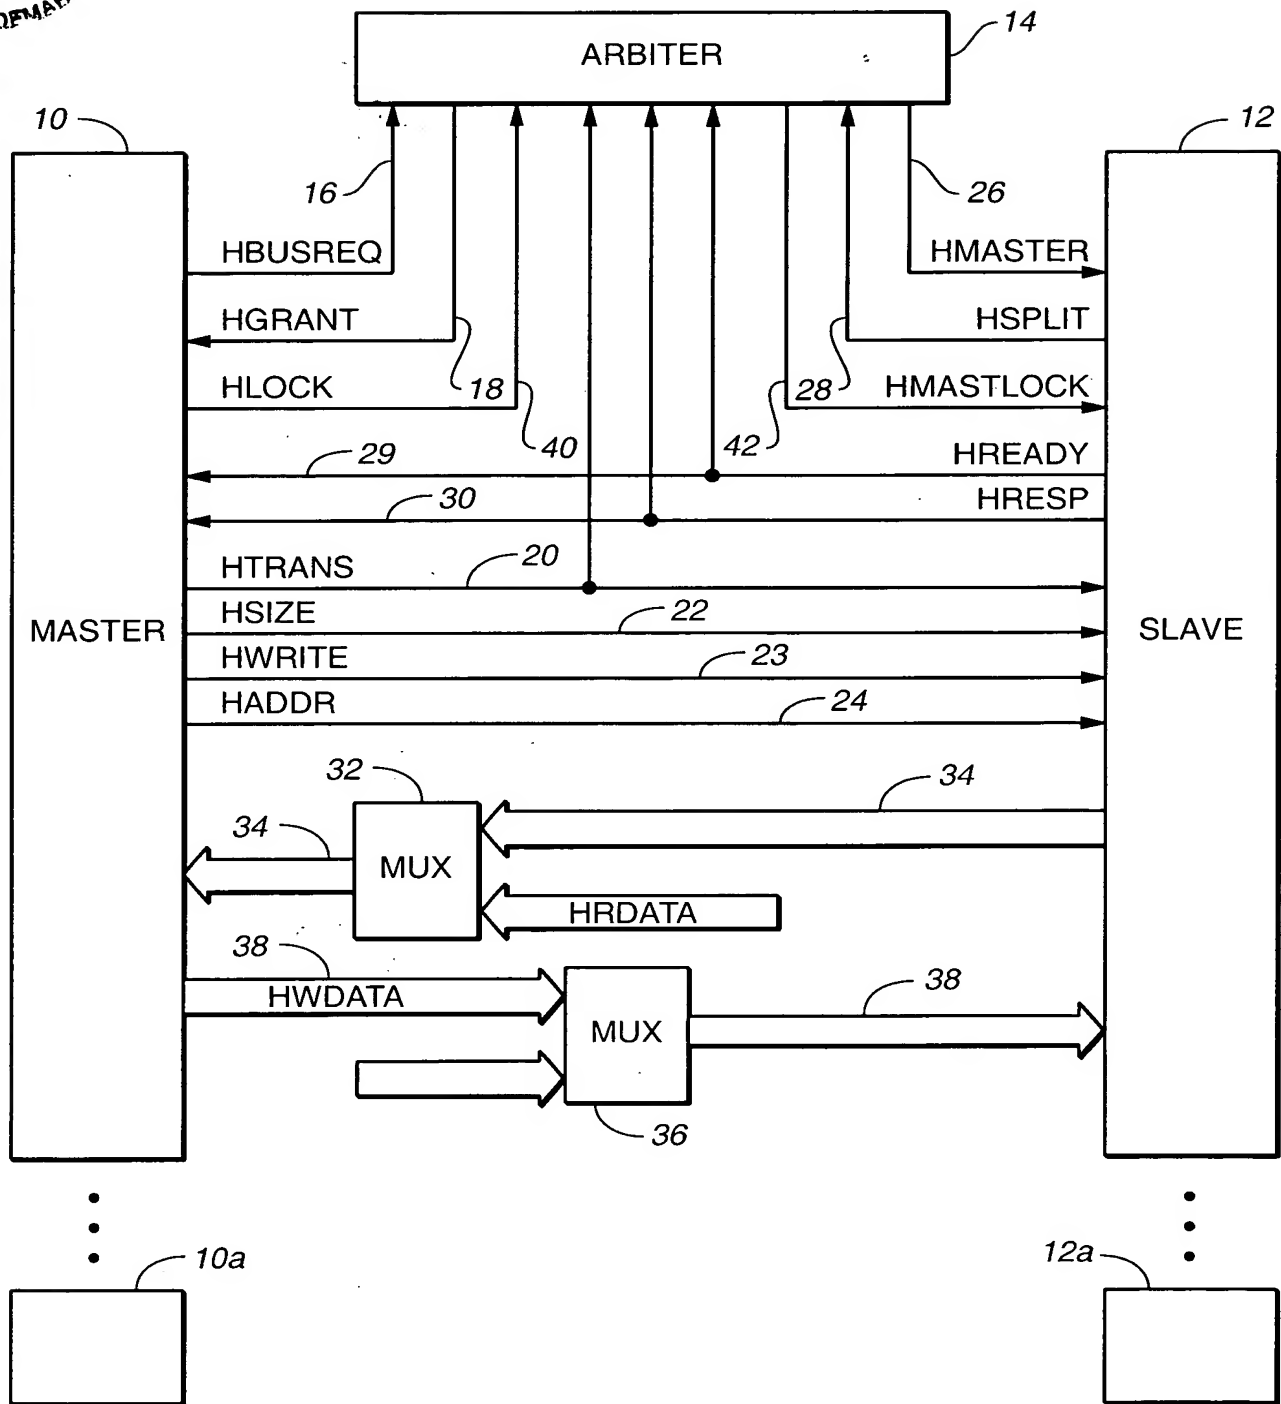 14
ARBITER
10
12
16
26
HBUSREQ
HMASTER
HGRANT
HSPLIT
18
28
HLOCK
HMASTLOCK
40
42
29
HREADY
30
HRESP
HTRANS
20
HSIZE
22
MASTER
SLAVE
HWRITE
23
HADDR
24
32
34
34
MUX
HRDATA
38
HWDATA
38
MUX
36
10a
12a